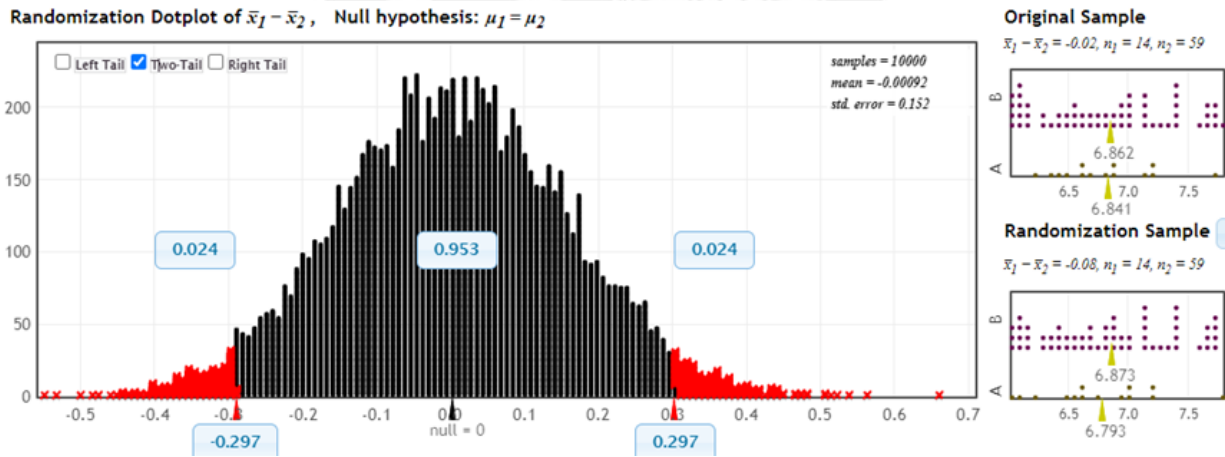 Randomization Dotplot of x̄1 − x̄2 , Null hypothesis: μ1 = μ2
Left Tail Two-Tail Right Tail
samples = 10000
mean = -0.00092
std. error = 0.152
200
150
100
50
0
0.024
0.953
0.024
-0.5 -0.4 -0.3 -0.2 -0.1 0.0 0.1 0.2 0.3 0.4 0.5 0.6 0.7
null = 0
-0.297
0.297
Original Sample
x̄1 − x̄2 = -0.02, n1 = 14, n2 = 59
B
6.862
A
6.5 7.0 7.5
6.841
Randomization Sample
x̄1 − x̄2 = -0.08, n1 = 14, n2 = 59
B
6.873
A
6.5 7.0 7.5
6.793